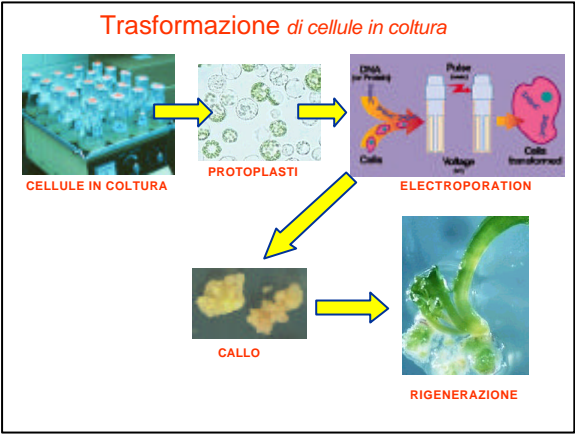 Trasformazione di cellule in coltura
DNA
(or Protein)
Pulse
Cells
Voltage
Cells
transformed
CELLULE IN COLTURA
PROTOPLASTI
ELECTROPORATION
CALLO
RIGENERAZIONE